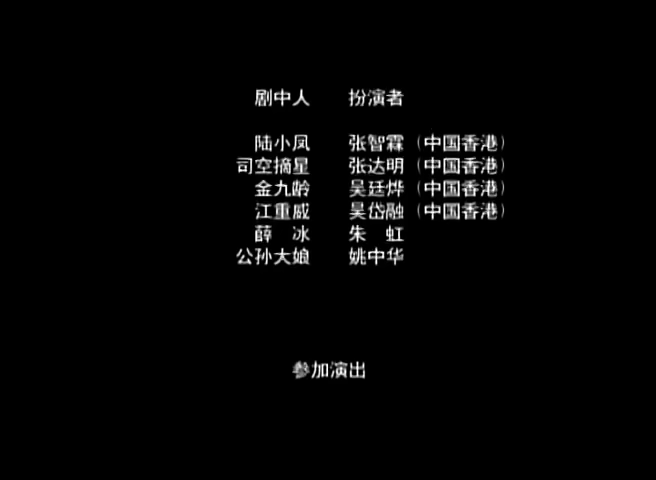 剧中人 扮演者
陆小凤 张智霖（中国香港）
司空摘星 张达明（中国香港）
金九龄 吴廷烨（中国香港）
江重威 吴岱融（中国香港）
薛 冰 朱 虹
公孙大娘 姚中华
参加演出